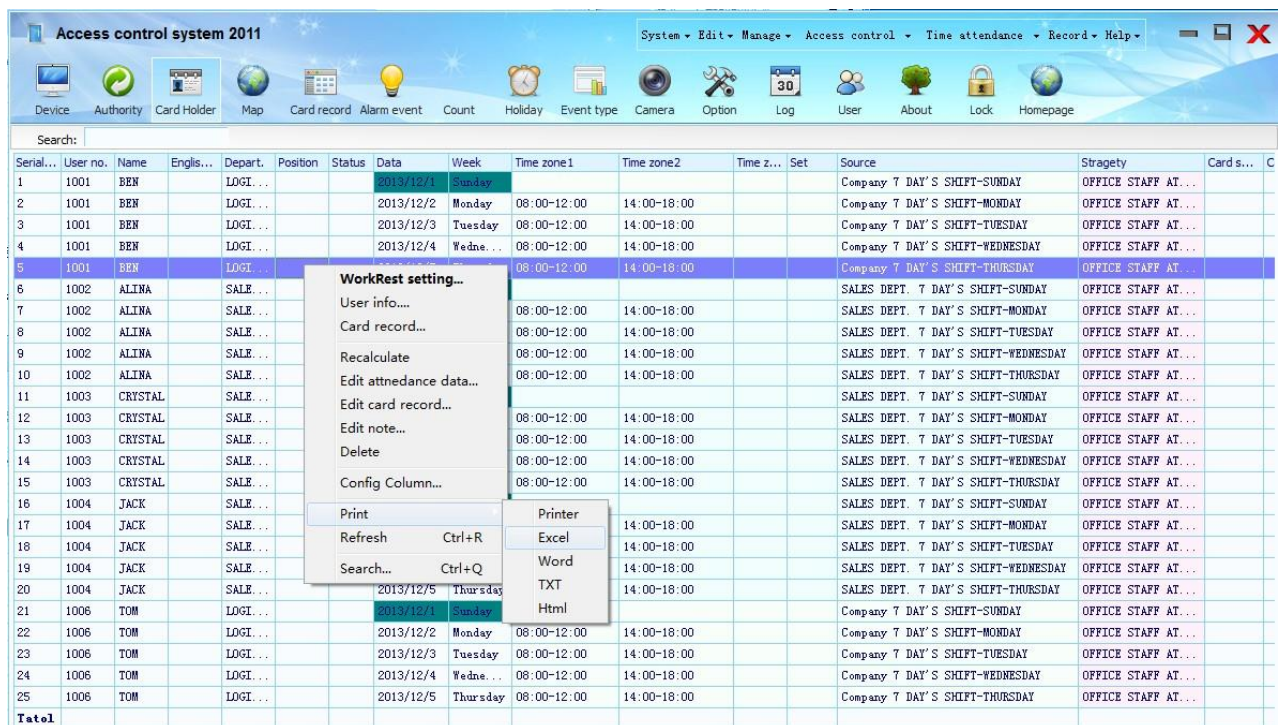 Access control system 2011
System Edit Manage Access control Time attendance Record Help
Device Authority Card Holder Map Card record Alarm event Count Holiday Event type Camera Option Log User About Lock Homepage
30
Search:
Serial... User no. Name Englis... Depart. Position Status Data Week Time zone1 Time zone2 Time z... Set Source Stragety Card s... C
1 1001 BEN LOGI... 2013/12/1 Sunday Company 7 DAY'S SHIFT-SUNDAY OFFICE STAFF AT...
2 1001 BEN LOGI... 2013/12/2 Monday 08:00-12:00 14:00-18:00 Company 7 DAY'S SHIFT-MONDAY OFFICE STAFF AT...
3 1001 BEN LOGI... 2013/12/3 Tuesday 08:00-12:00 14:00-18:00 Company 7 DAY'S SHIFT-TUESDAY OFFICE STAFF AT...
4 1001 BEN LOGI... 2013/12/4 Wedne... 08:00-12:00 14:00-18:00 Company 7 DAY'S SHIFT-WEDNESDAY OFFICE STAFF AT...
5 1001 BEN LOGI... 08:00-12:00 14:00-18:00 Company 7 DAY'S SHIFT-THURSDAY OFFICE STAFF AT...
6 1002 ALINA SALE... SALES DEPT. 7 DAY'S SHIFT-SUNDAY OFFICE STAFF AT...
7 1002 ALINA SALE... 08:00-12:00 14:00-18:00 SALES DEPT. 7 DAY'S SHIFT-MONDAY OFFICE STAFF AT...
8 1002 ALINA SALE... 08:00-12:00 14:00-18:00 SALES DEPT. 7 DAY'S SHIFT-TUESDAY OFFICE STAFF AT...
9 1002 ALINA SALE... 08:00-12:00 14:00-18:00 SALES DEPT. 7 DAY'S SHIFT-WEDNESDAY OFFICE STAFF AT...
10 1002 ALINA SALE... 08:00-12:00 14:00-18:00 SALES DEPT. 7 DAY'S SHIFT-THURSDAY OFFICE STAFF AT...
11 1003 CRYSTAL SALE... SALES DEPT. 7 DAY'S SHIFT-SUNDAY OFFICE STAFF AT...
12 1003 CRYSTAL SALE... 08:00-12:00 14:00-18:00 SALES DEPT. 7 DAY'S SHIFT-MONDAY OFFICE STAFF AT...
13 1003 CRYSTAL SALE... 08:00-12:00 14:00-18:00 SALES DEPT. 7 DAY'S SHIFT-TUESDAY OFFICE STAFF AT...
14 1003 CRYSTAL SALE... 08:00-12:00 14:00-18:00 SALES DEPT. 7 DAY'S SHIFT-WEDNESDAY OFFICE STAFF AT...
15 1003 CRYSTAL SALE... 08:00-12:00 14:00-18:00 SALES DEPT. 7 DAY'S SHIFT-THURSDAY OFFICE STAFF AT...
16 1004 JACK SALE... SALES DEPT. 7 DAY'S SHIFT-SUNDAY OFFICE STAFF AT...
17 1004 JACK SALE... 14:00-18:00 SALES DEPT. 7 DAY'S SHIFT-MONDAY OFFICE STAFF AT...
18 1004 JACK SALE... 14:00-18:00 SALES DEPT. 7 DAY'S SHIFT-TUESDAY OFFICE STAFF AT...
19 1004 JACK SALE... 14:00-18:00 SALES DEPT. 7 DAY'S SHIFT-WEDNESDAY OFFICE STAFF AT...
20 1004 JACK SALE... 2013/12/5 Thursday 14:00-18:00 SALES DEPT. 7 DAY'S SHIFT-THURSDAY OFFICE STAFF AT...
21 1006 TOM LOGI... 2013/12/1 Sunday Company 7 DAY'S SHIFT-SUNDAY OFFICE STAFF AT...
22 1006 TOM LOGI... 2013/12/2 Monday 08:00-12:00 14:00-18:00 Company 7 DAY'S SHIFT-MONDAY OFFICE STAFF AT...
23 1006 TOM LOGI... 2013/12/3 Tuesday 08:00-12:00 14:00-18:00 Company 7 DAY'S SHIFT-TUESDAY OFFICE STAFF AT...
24 1006 TOM LOGI... 2013/12/4 Wedne... 08:00-12:00 14:00-18:00 Company 7 DAY'S SHIFT-WEDNESDAY OFFICE STAFF AT...
25 1006 TOM LOGI... 2013/12/5 Thursday 08:00-12:00 14:00-18:00 Company 7 DAY'S SHIFT-THURSDAY OFFICE STAFF AT...
Tatol
WorkRest setting...
User info....
Card record...
Recalculate
Edit attnedance data...
Edit card record...
Edit note...
Delete
Config Column...
Print
Refresh Ctrl+R
Search... Ctrl+Q
Printer
Excel
Word
TXT
Html